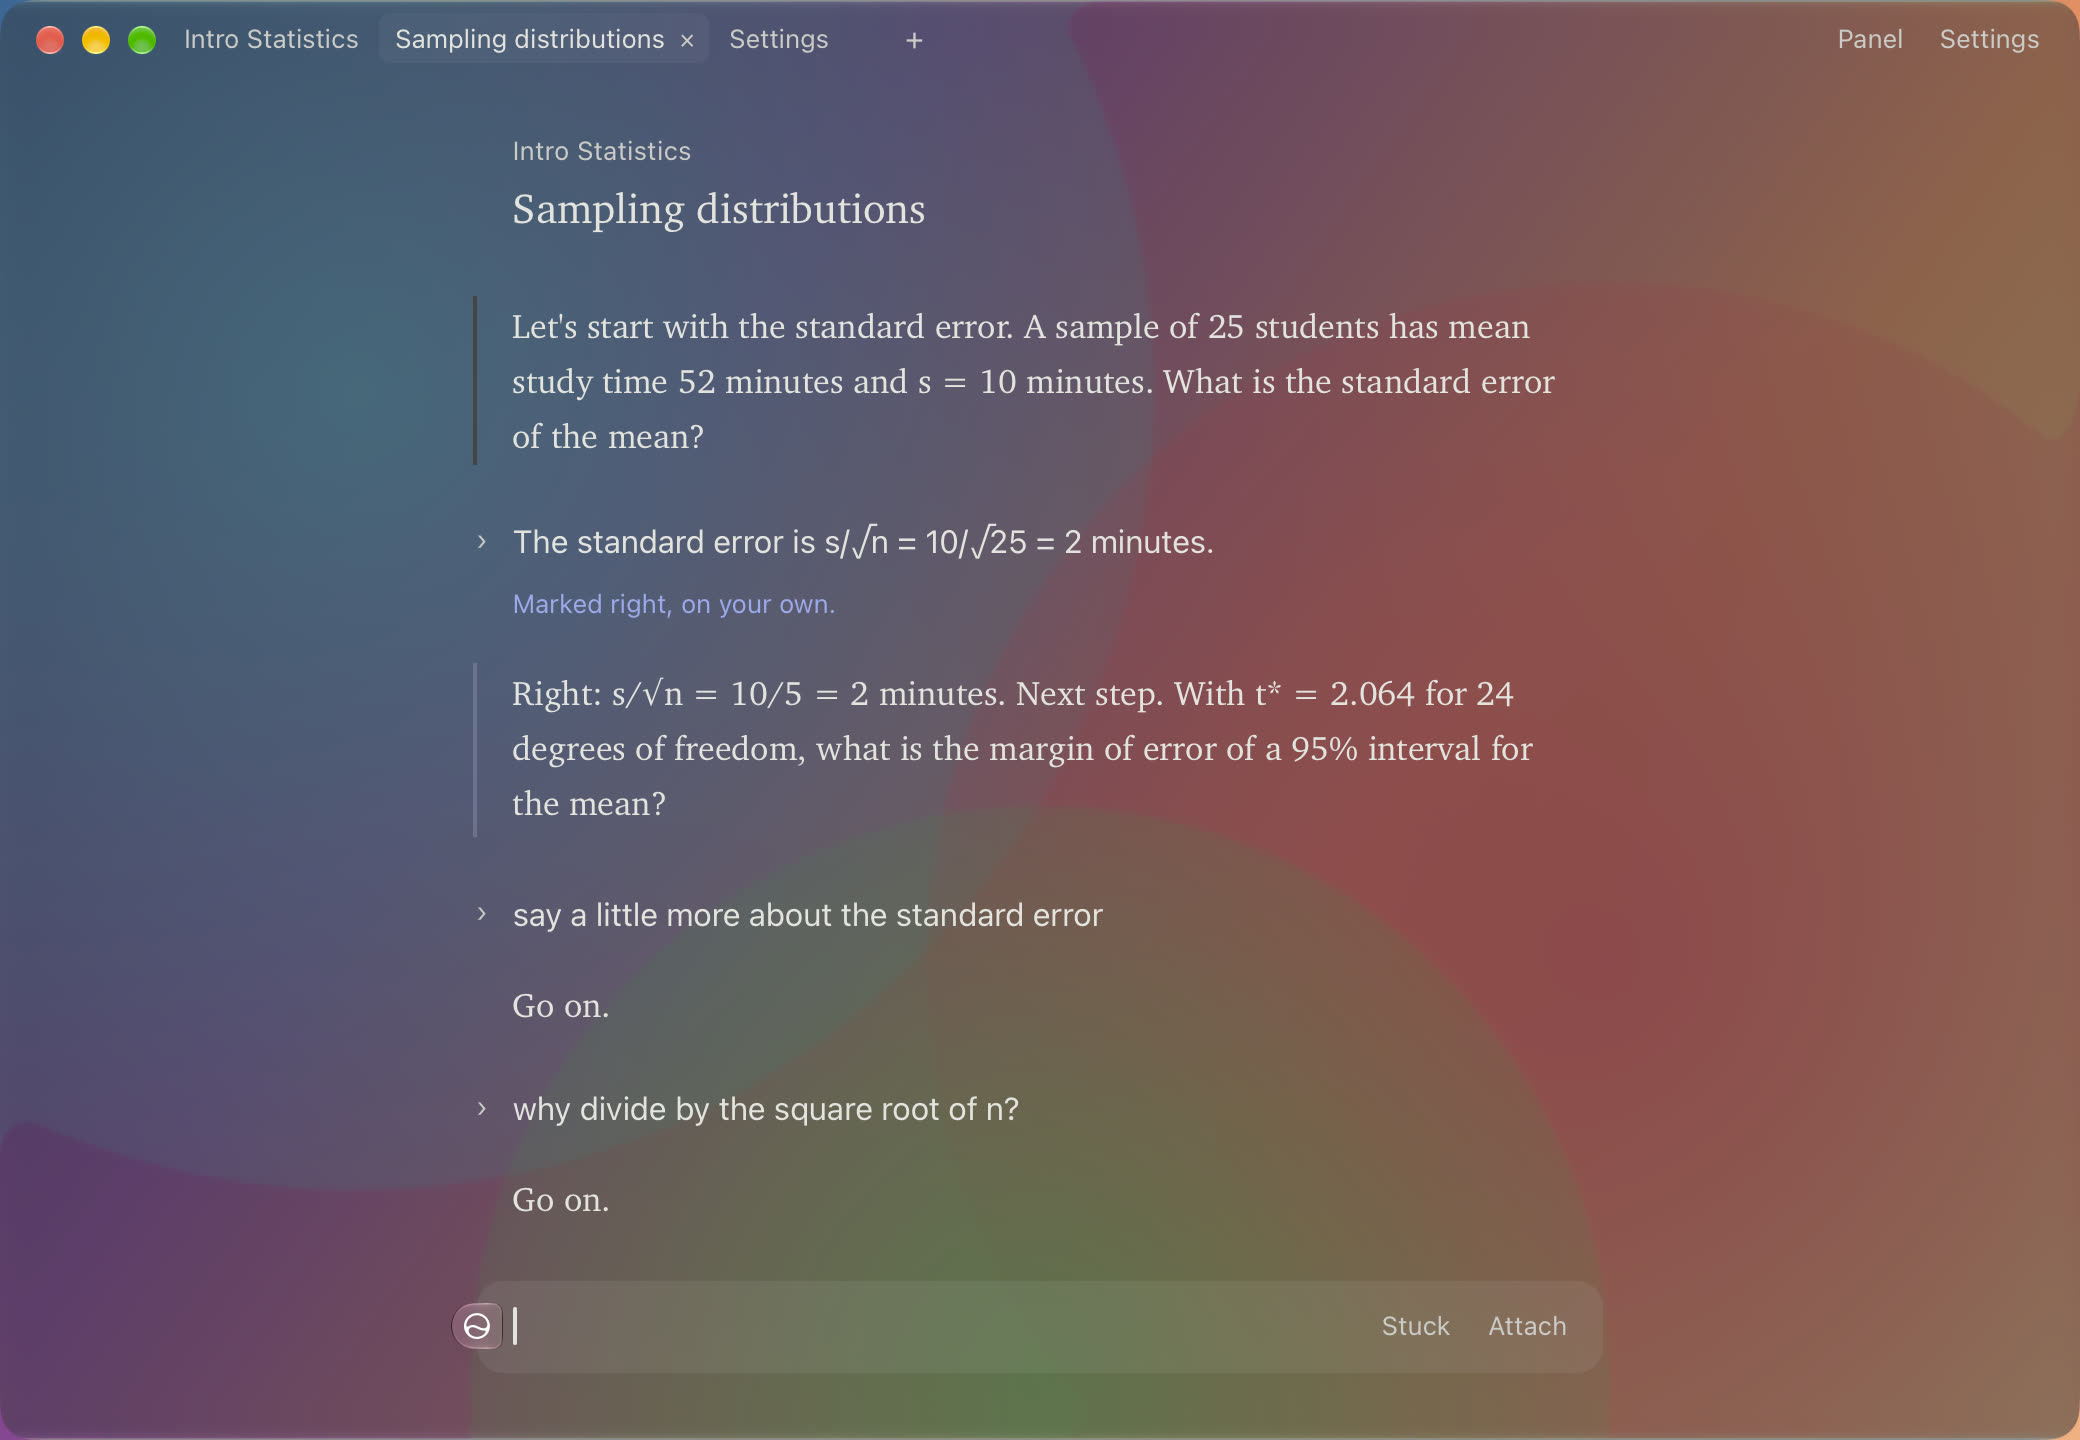 Intro Statistics
Sampling distributions ×
Settings
+
Panel
Settings
Intro Statistics
Sampling distributions
Let's start with the standard error. A sample of 25 students has mean
study time 52 minutes and s = 10 minutes. What is the standard error
of the mean?
› The standard error is s/√n = 10/√25 = 2 minutes.
Marked right, on your own.
Right: s/√n = 10/5 = 2 minutes. Next step. With t* = 2.064 for 24
degrees of freedom, what is the margin of error of a 95% interval for
the mean?
› say a little more about the standard error
Go on.
› why divide by the square root of n?
Go on.
Stuck
Attach